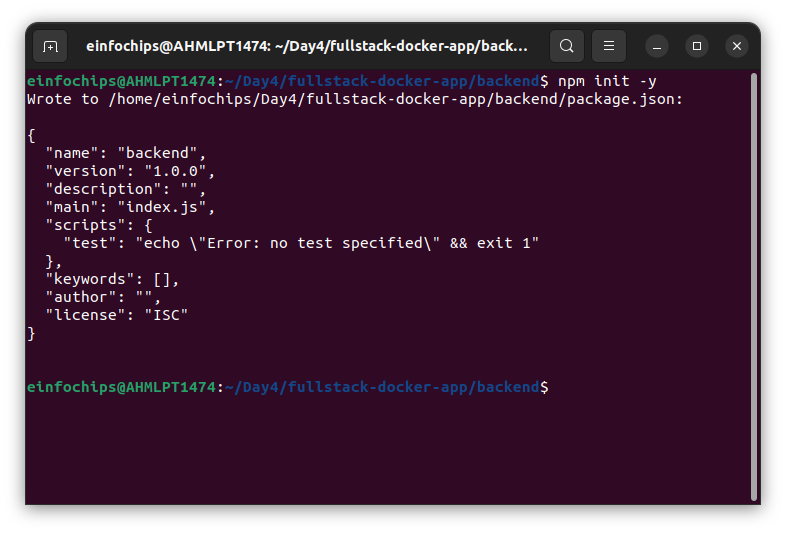 einfochips@AHMLPT1474: ~/Day4/fullstack-docker-app/back...
einfochips@AHMLPT1474:~/Day4/fullstack-docker-app/backend$ npm init -y
Wrote to /home/einfochips/Day4/fullstack-docker-app/backend/package.json:

{
  "name": "backend",
  "version": "1.0.0",
  "description": "",
  "main": "index.js",
  "scripts": {
    "test": "echo \"Error: no test specified\" && exit 1"
  },
  "keywords": [],
  "author": "",
  "license": "ISC"
}

einfochips@AHMLPT1474:~/Day4/fullstack-docker-app/backend$